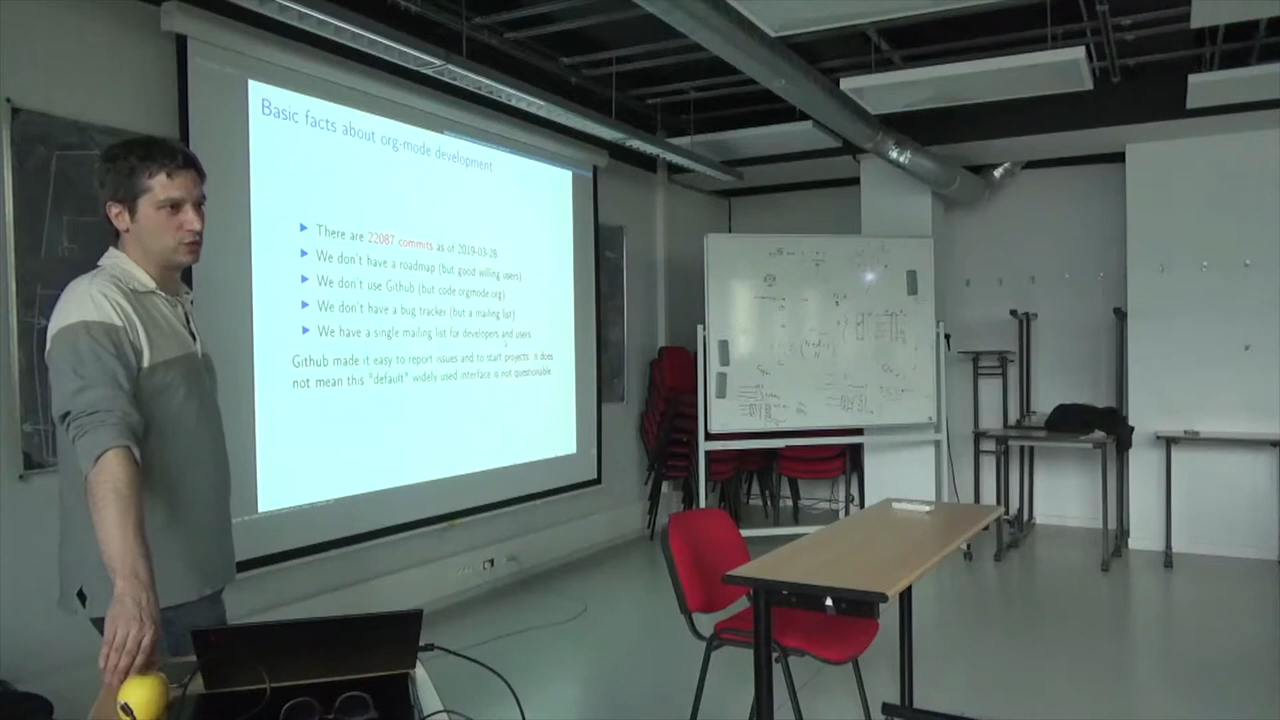 Basic facts about org-mode development
There are 22087 commits as of 2019-03-28
We don't have a roadmap (but good willing users)
We don't use Github (but code orgmode org)
We don't have a bug tracker (but a mailing list)
We have a single mailing list for developers and users
Github made it easy to report issues and to start projects. It does
not mean this "default" widely used interface is not questionable.